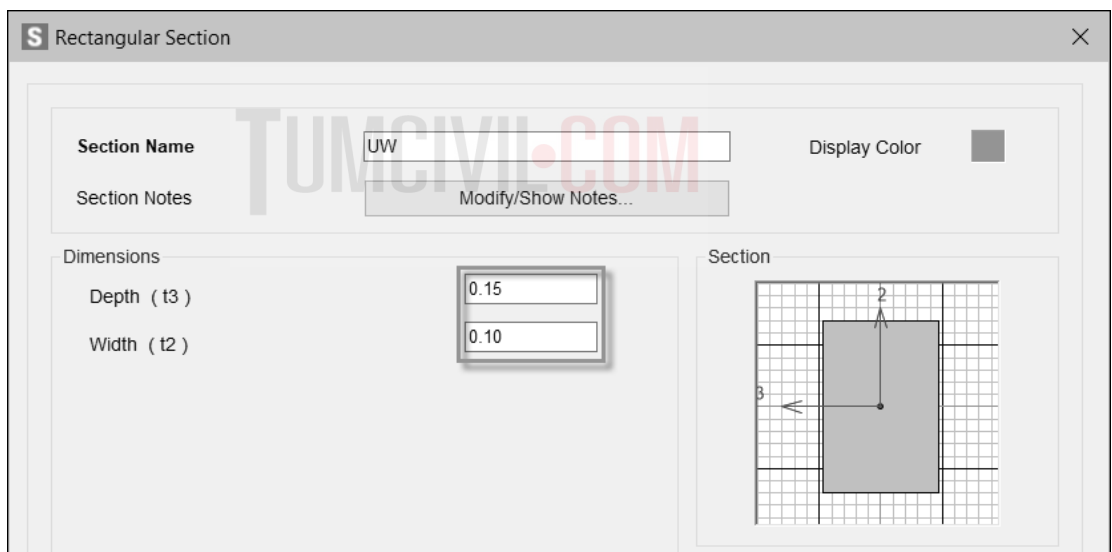 S Rectangular Section
TUMCIVIL.COM
Section Name UW Display Color
Section Notes Modify/Show Notes...
Dimensions Section
Depth ( t3 ) 0.15
Width ( t2 ) 0.10
2
3